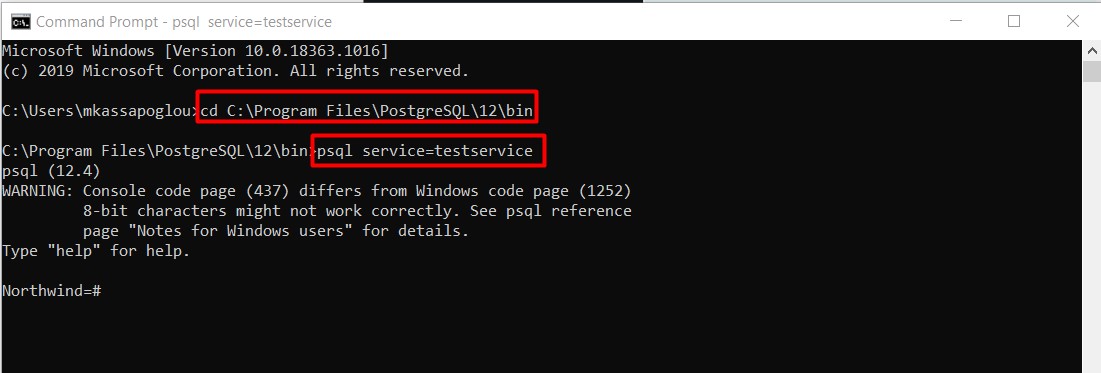 Command Prompt - psql  service=testservice
Microsoft Windows [Version 10.0.18363.1016]
(c) 2019 Microsoft Corporation. All rights reserved.
C:\Users\mkassapoglou>cd C:\Program Files\PostgreSQL\12\bin
C:\Program Files\PostgreSQL\12\bin>psql service=testservice
psql (12.4)
WARNING: Console code page (437) differs from Windows code page (1252)
         8-bit characters might not work correctly. See psql reference
         page "Notes for Windows users" for details.
Type "help" for help.
Northwind=#